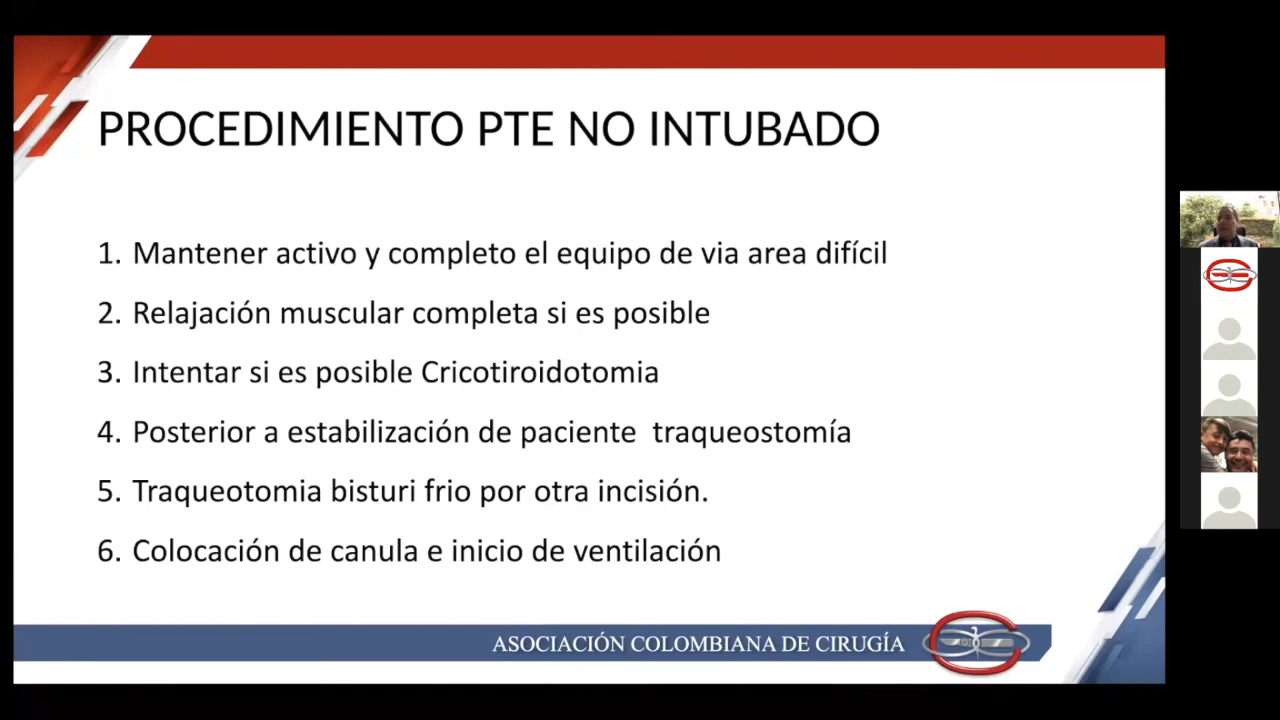 PROCEDIMIENTO PTE NO INTUBADO
1. Mantener activo y completo el equipo de via area difícil
2. Relajación muscular completa si es posible
3. Intentar si es posible Cricotiroidotomia
4. Posterior a estabilización de paciente  traqueostomía
5. Traqueotomia bisturi frio por otra incisión.
6. Colocación de canula e inicio de ventilación
ASOCIACIÓN COLOMBIANA DE CIRUGÍA